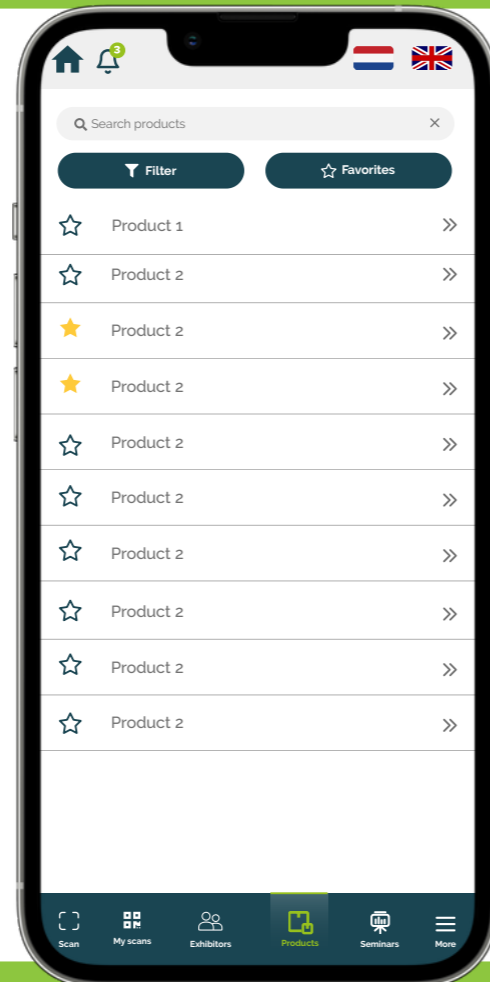 3
Search products
Filter
Favorites
Product 1
Product 2
Product 2
Product 2
Product 2
Product 2
Product 2
Product 2
Product 2
Product 2
Scan
My scans
Exhibitors
Products
Seminars
More